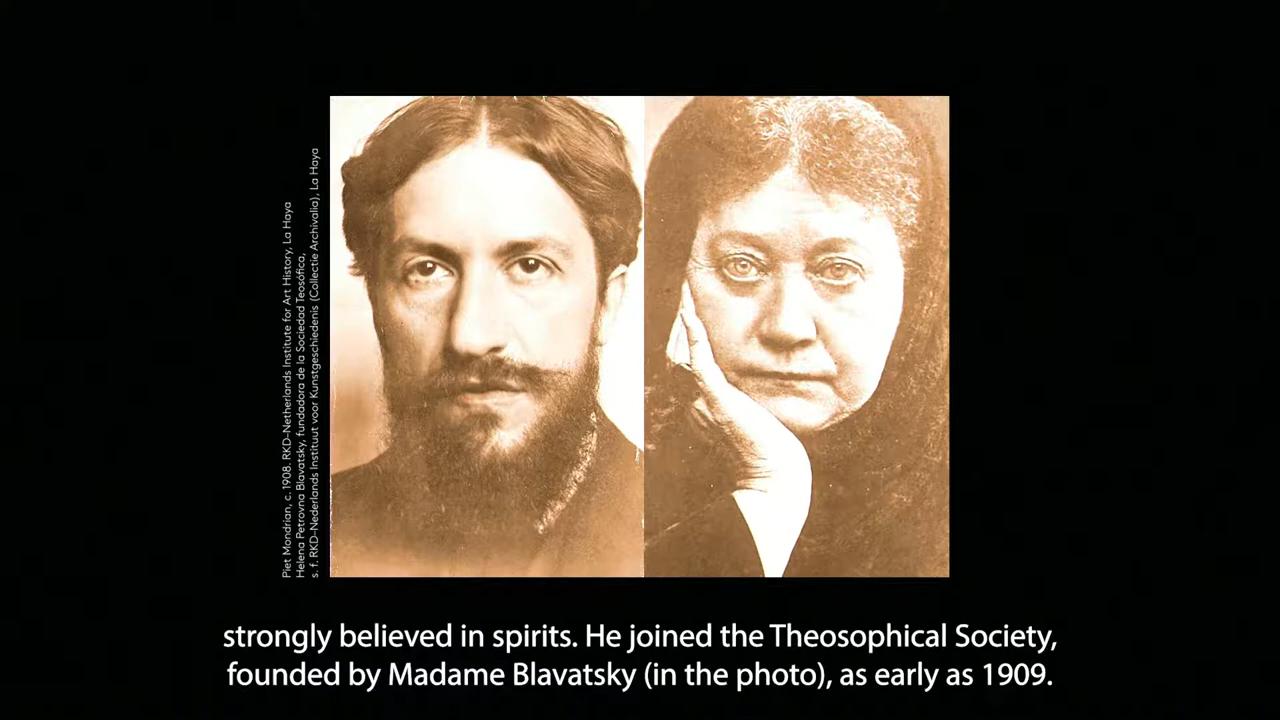 Piet Mondrian, c. 1908. RKD-Netherlands Institute for Art History, La Haya
Helena Petrovna Blavatsky, fundadora de la Sociedad Teosófica,
s. f. RKD-Nederlands Instituut voor Kunstgeschiedenis (Collectie Archivalia), La Haya
strongly believed in spirits. He joined the Theosophical Society,
founded by Madame Blavatsky (in the photo), as early as 1909.